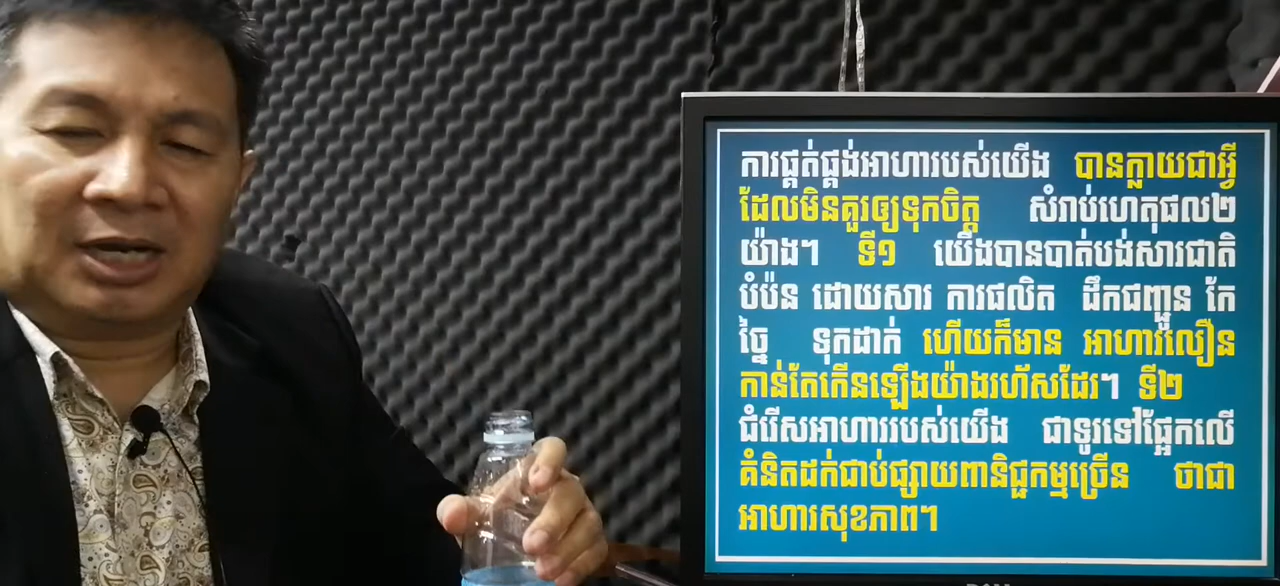 ការផ្គត់ផ្គង់អាហាររបស់យើង បានក្លាយជាអ្វី
ដែលមិនគួរឲ្យទុកចិត្ត សំរាប់ហេតុផល២
យ៉ាង។ ទី១ យើងបានបាត់បង់សារជាតិ
បំប៉ន ដោយសារ ការផលិត ដឹកជញ្ជូន កែ
ច្នៃ ទុកដាក់ ហើយក៏មាន អាហារលឿន
កាន់តែកើនឡើងយ៉ាងរហ័សដែរ។ ទី២
ជំរើសអាហាររបស់យើង ជាទូរទៅផ្អែកលើ
គំនិតដក់ជាប់ផ្សាយពានិជ្ជកម្មច្រើន ថាជា
អាហារសុខភាព។